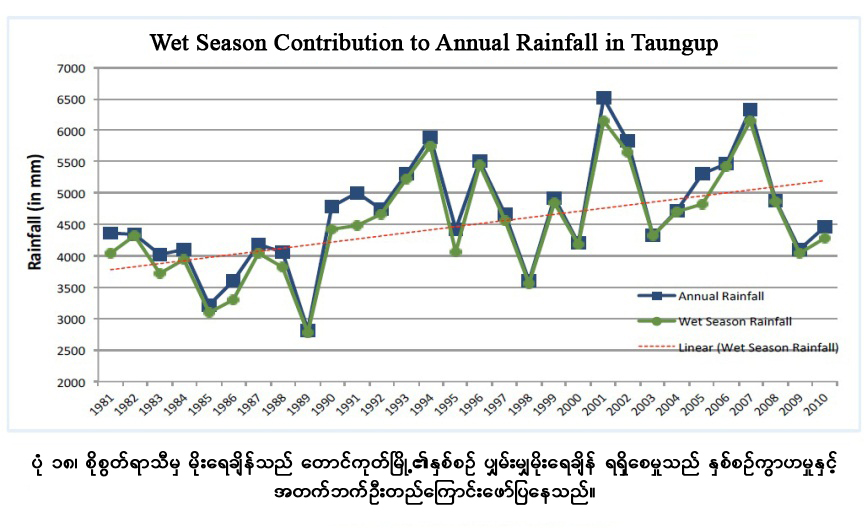 Wet Season Contribution to Annual Rainfall in Taungup
7000
6500
6000
5500
5000
4500
4000
3500
3000
2500
2000
Rainfall (in mm)
Annual Rainfall
Wet Season Rainfall
Linear (Wet Season Rainfall)
1981 1982 1983 1984 1985 1986 1987 1988 1989 1990 1991 1992 1993 1994 1995 1996 1997 1998 1999 2000 2001 2002 2003 2004 2005 2006 2007 2008 2009 2010
ပုံ ၁၈၊ စိုစွတ်ရာသီမှ မိုးရေချိန်သည် တောင်ကုတ်မြို့၏နှစ်စဉ် ပျှမ်းမျှမိုးရေချိန် ရရှိစေမှုသည် နှစ်စဉ်ကွာဟမှုနှင့်
အတက်ဘက်ဦးတည်ကြောင်းဖော်ပြနေသည်။